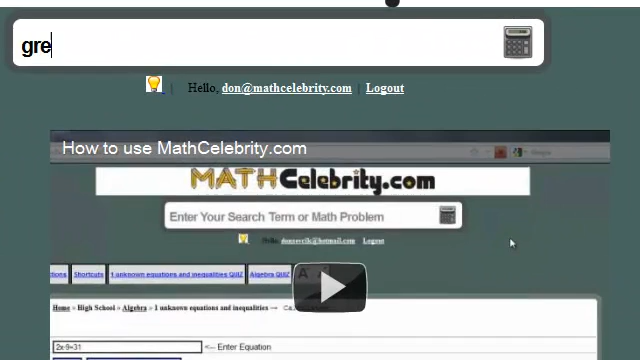 gre
Hello, don@mathcelebrity.com | Logout
How to use MathCelebrity.com
MATHCelebrity.com
Enter Your Search Term or Math Problem
Hello, Logout
Shortcuts 1 unknown equations and inequalities QUIZ Algebra QUIZ A
Home » High School » Algebra » 1 unknown equations and inequalities →
2x-9=31 <-- Enter Equation